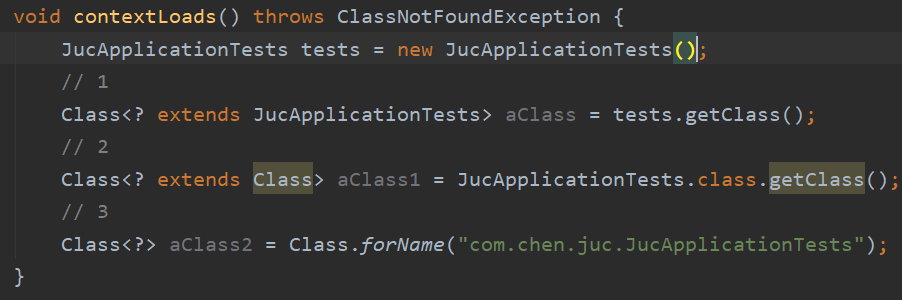 void contextLoads() throws ClassNotFoundException {
JucApplicationTests tests = new JucApplicationTests();
// 1
Class<? extends JucApplicationTests> aClass = tests.getClass();
// 2
Class<? extends Class> aClass1 = JucApplicationTests.class.getClass();
// 3
Class<?> aClass2 = Class.forName("com.chen.juc.JucApplicationTests");
}